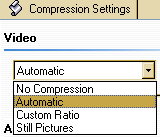 Compression Settings
Video
Automatic
No Compression
Automatic
Custom Ratio
Still Pictures
A